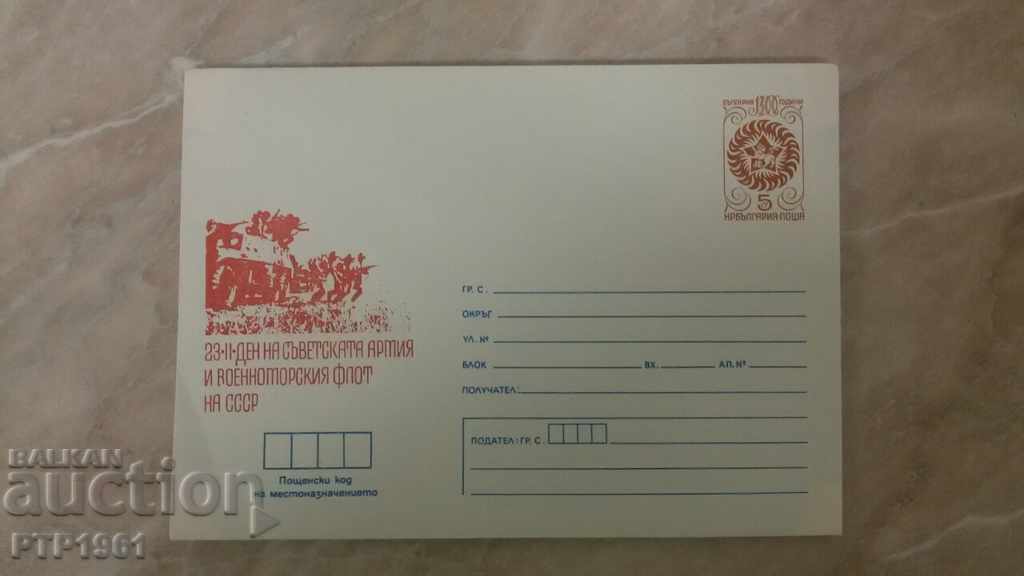 БЪЛГАРИЯ 1300 ГОДИНИ
5
НРБЪЛГАРИЯ·ПОЩА
23·II·ДЕН НА СЪВЕТСКАТА АРМИЯ
И ВОЕННОМОРСКИЯ ФЛОТ
НА СССР
ГР. С.
ОКРЪГ
УЛ. №
БЛОК ВХ. АП. №
ПОЛУЧАТЕЛ:
ПОДАТЕЛ: ГР. С.
Пощенски код
на местоназначението
BALKAN
auction
PTP1961